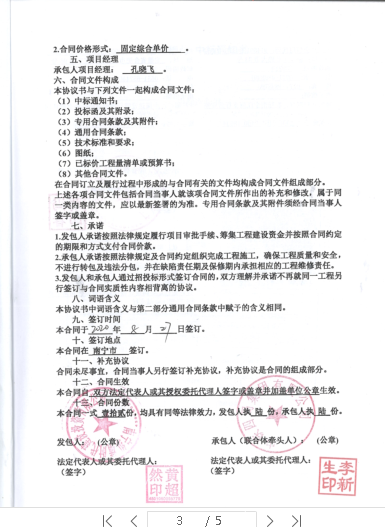 2.合同价格形式： 固定综合单价 。
五、项目经理
承包人项目经理： 孔晓飞 。
六、合同文件构成
本协议书与下列文件一起构成合同文件：
（1）中标通知书；
（2）投标函及其附录；
（3）专用合同条款及其附件；
（4）通用合同条款；
（5）技术标准和要求；
（6）图纸；
（7）已标价工程量清单或预算书；
（8）其他合同文件。
在合同订立及履行过程中形成的与合同有关的文件均构成合同文件组成部分。
上述各项合同文件包括合同当事人就该项合同文件所作出的补充和修改，属于同
一类内容的文件，应以最新签署的为准。专用合同条款及其附件须经合同当事人
签字或盖章。
七、承诺
1.发包人承诺按照法律规定履行项目审批手续、筹集工程建设资金并按照合同约定
的期限和方式支付合同价款。
2.承包人承诺按照法律规定及合同约定组织完成工程施工，确保工程质量和安全，
不进行转包及违法分包，并在缺陷责任期及保修期内承担相应的工程维修责任。
3.发包人和承包人通过招投标形式签订合同的，双方理解并承诺不再就同一工程另
行签订与合同实质性内容相背离的协议。
八、词语含义
本协议书中词语含义与第二部分通用合同条款中赋予的含义相同。
九、签订时间
本合同于 2020 年 8 月 27 日签订。
十、签订地点
本合同在 南宁市 签订。
十一、补充协议
合同未尽事宜，合同当事人另行签订补充协议，补充协议是合同的组成部分。
十二、合同生效
本合同自 双方法定代表人或其授权委托代理人签字或盖章并加盖单位公章生效。
十三、合同份数
本合同一式 壹拾贰份，均具有同等法律效力，发包人执 陆 份，承包人执 陆 份。
发包人： （公章）
承包人（联合体牵头人）： （公章）
法定代表人或其委托代理人：
（签字）
法定代表人或其委托代理人：
（签字）
黄超
然印
李新
生印
3 / 5